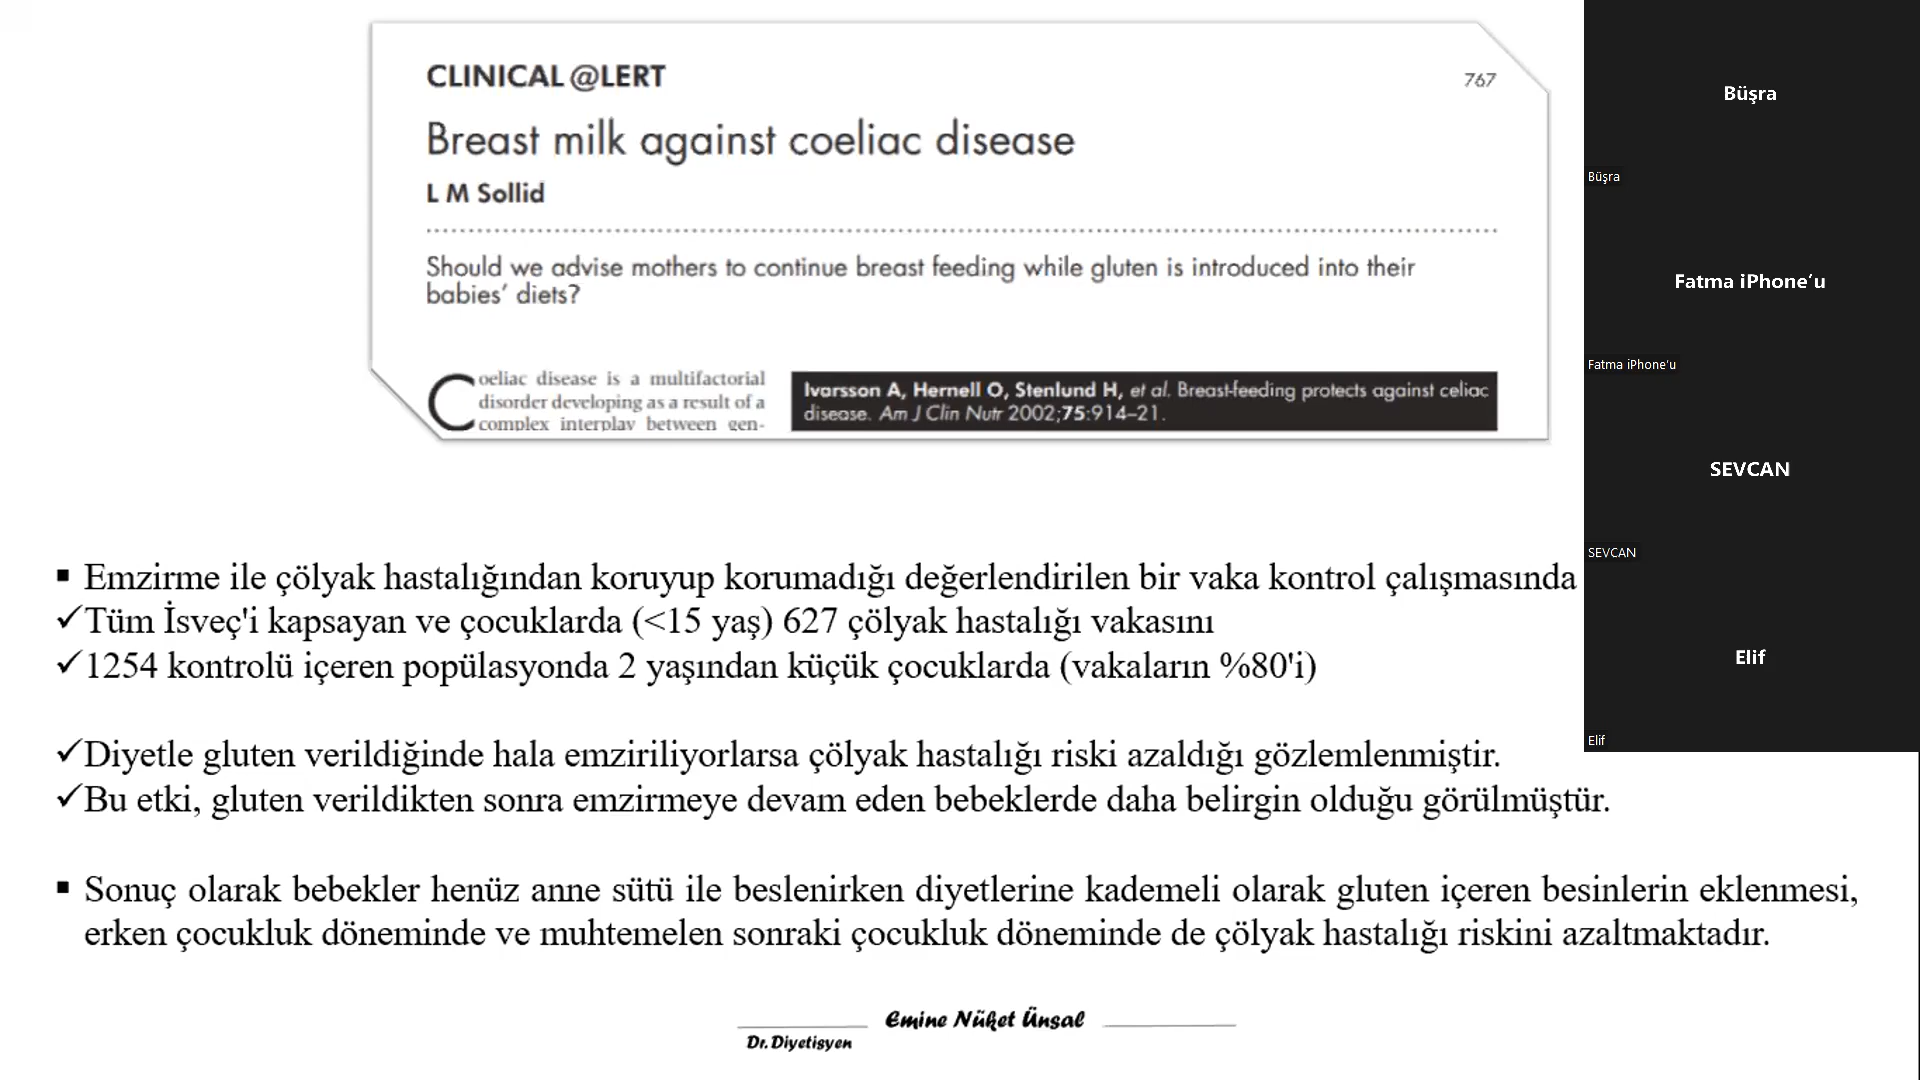 CLINICAL @LERT
767
Breast milk against coeliac disease
L M Sollid
Should we advise mothers to continue breast feeding while gluten is introduced into their
babies' diets?
Coeliac disease is a multifactorial
disorder developing as a result of a
complex interplay between gen-
Ivarsson A, Hernell O, Stenlund H, et al. Breast-feeding protects against celiac
disease. Am J Clin Nutr 2002;75:914–21.
▪ Emzirme ile çölyak hastalığından koruyup korumadığı değerlendirilen bir vaka kontrol çalışmasında
✓Tüm İsveç'i kapsayan ve çocuklarda (<15 yaş) 627 çölyak hastalığı vakasını
✓1254 kontrolü içeren popülasyonda 2 yaşından küçük çocuklarda (vakaların %80'i)
✓Diyetle gluten verildiğinde hala emziriliyorlarsa çölyak hastalığı riski azaldığı gözlemlenmiştir.
✓Bu etki, gluten verildikten sonra emzirmeye devam eden bebeklerde daha belirgin olduğu görülmüştür.
▪ Sonuç olarak bebekler henüz anne sütü ile beslenirken diyetlerine kademeli olarak gluten içeren besinlerin eklenmesi,
erken çocukluk döneminde ve muhtemelen sonraki çocukluk döneminde de çölyak hastalığı riskini azaltmaktadır.
Emine Nüket Ünsal
Dr.Diyetisyen
Büşra
Büşra
Fatma iPhone'u
Fatma iPhone'u
SEVCAN
SEVCAN
Elif
Elif